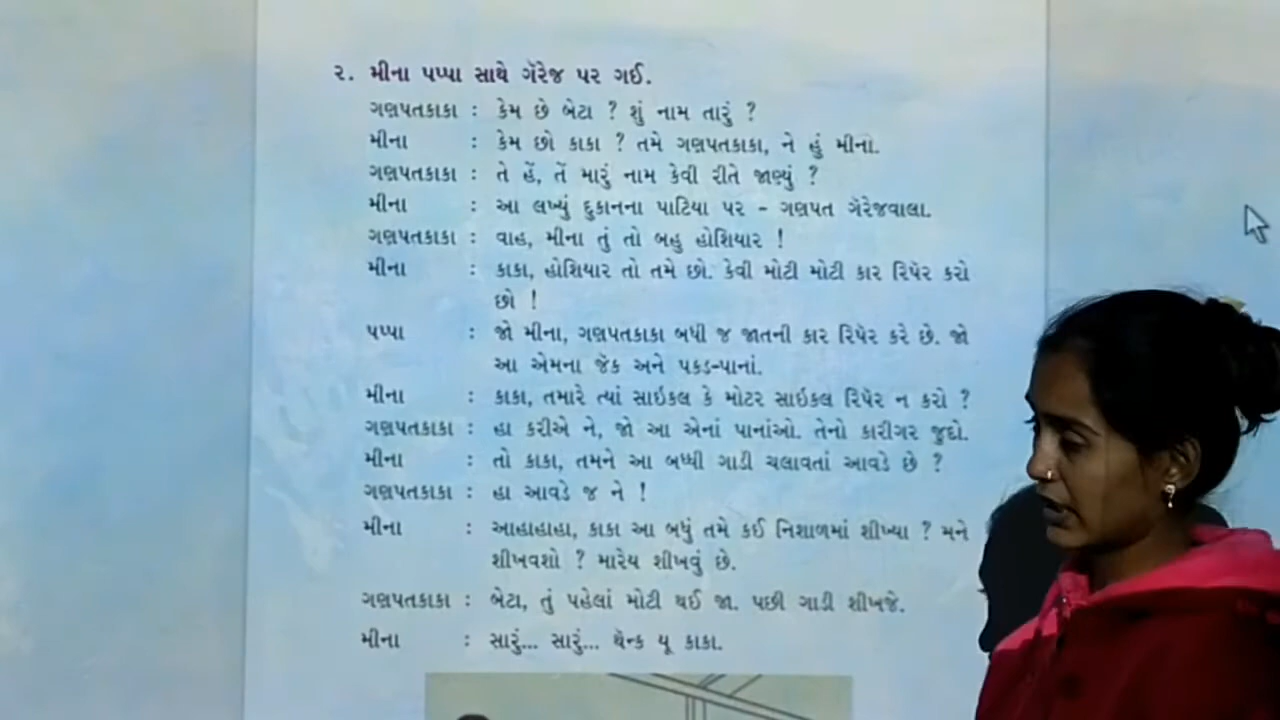 ૨. મીના પપ્પા સાથે ગૅરેજ પર ગઈ.
ગણપતકાકા : કેમ છે બેટા ? શું નામ તારું ?
મીના : કેમ છો કાકા ? તમે ગણપતકાકા, ને હું મીના.
ગણપતકાકા : તે હેં, તેં મારું નામ કેવી રીતે જાણ્યું ?
મીના : આ લખ્યું દુકાનના પાટિયા પર – ગણપત ગૅરેજવાલા.
ગણપતકાકા : વાહ, મીના તું તો બહુ હોશિયાર !
મીના : કાકા, હોશિયાર તો તમે છો. કેવી મોટી મોટી કાર રિપૅર કરો
છો !
પપ્પા : જો મીના, ગણપતકાકા બધી જ જાતની કાર રિપૅર કરે છે. જો
આ એમના જૅક અને પકડ-પાનાં.
મીના : કાકા, તમારે ત્યાં સાઇકલ કે મોટર સાઇકલ રિપૅર ન કરો ?
ગણપતકાકા : હા કરીએ ને, જો આ એનાં પાનાંઓ. તેનો કારીગર જુદો.
મીના : તો કાકા, તમને આ બધ્ધી ગાડી ચલાવતાં આવડે છે ?
ગણપતકાકા : હા આવડે જ ને !
મીના : આહાહાહા, કાકા આ બધું તમે કઈ નિશાળમાં શીખ્યા ? મને
શીખવશો ? મારેય શીખવું છે.
ગણપતકાકા : બેટા, તું પહેલાં મોટી થઈ જા. પછી ગાડી શીખજે.
મીના : સારું... સારું... થૅન્ક યૂ કાકા.